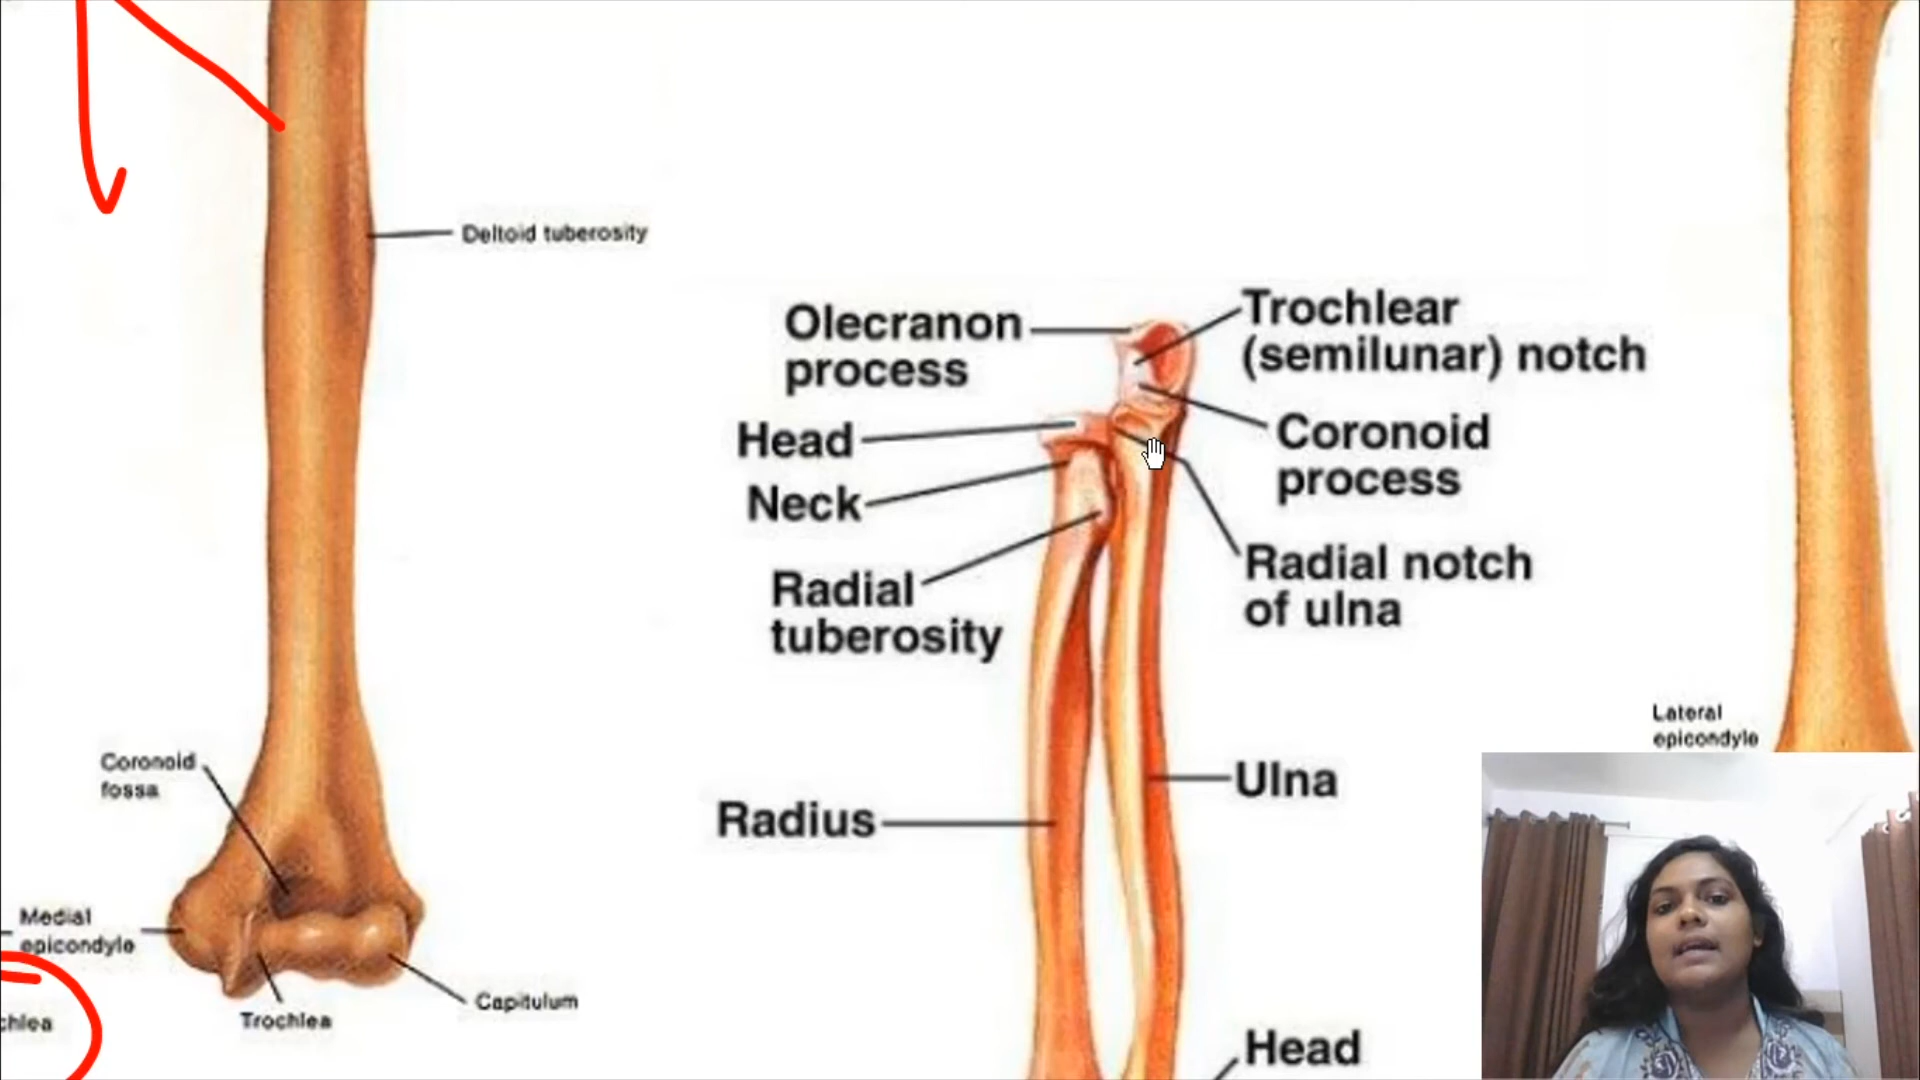 Deltoid tuberosity
Olecranon
process
Trochlear
(semilunar) notch
Head
Coronoid
process
Neck
Radial
tuberosity
Radial notch
of ulna
Lateral
epicondyle
Coronoid
fossa
Ulna
Radius
Medial
epicondyle
Capitulum
chlea
Trochlea
Head